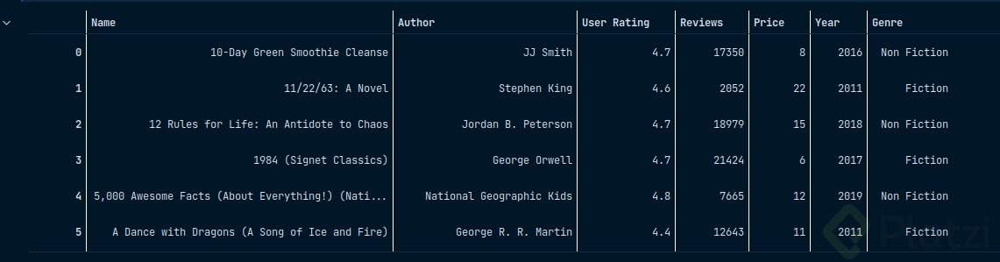 Name Author User Rating Reviews Price Year Genre
0 10-Day Green Smoothie Cleanse JJ Smith 4.7 17350 8 2016 Non Fiction
1 11/22/63: A Novel Stephen King 4.6 2052 22 2011 Fiction
2 12 Rules for Life: An Antidote to Chaos Jordan B. Peterson 4.7 18979 15 2018 Non Fiction
3 1984 (Signet Classics) George Orwell 4.7 21424 6 2017 Fiction
4 5,000 Awesome Facts (About Everything!) (Nati... National Geographic Kids 4.8 7665 12 2019 Non Fiction
5 A Dance with Dragons (A Song of Ice and Fire) George R. R. Martin 4.4 12643 11 2011 Fiction
Platzi